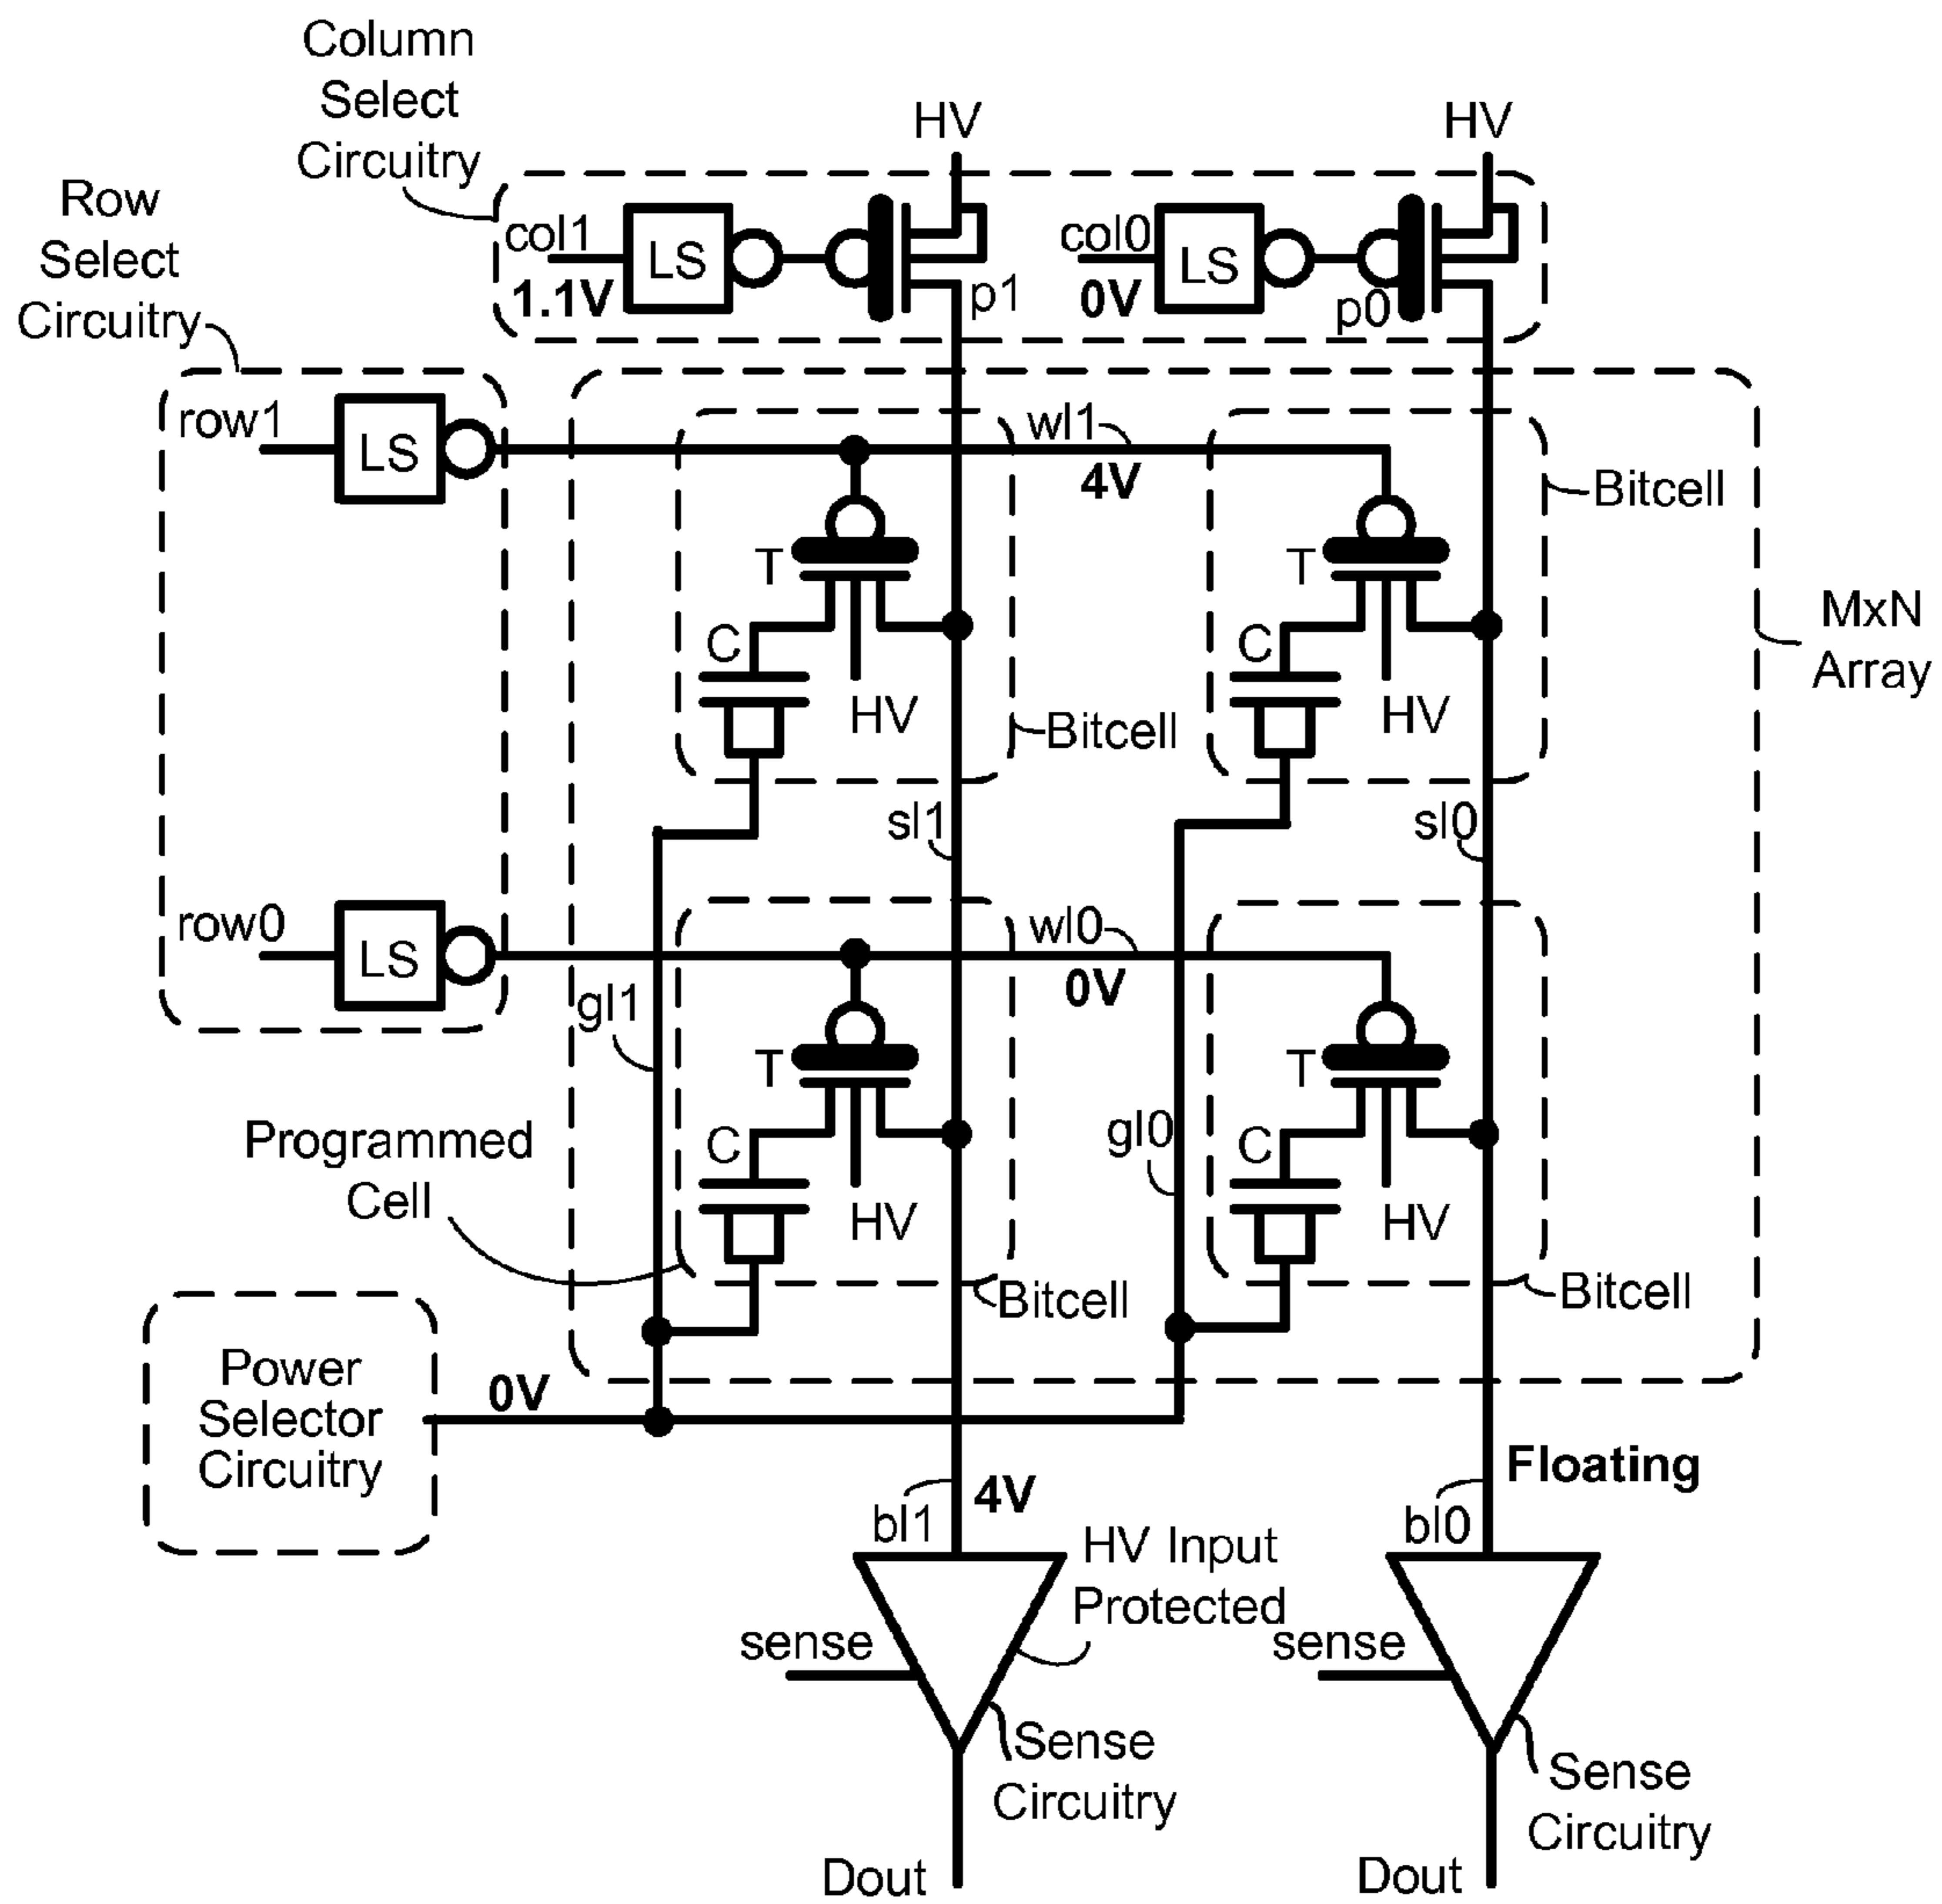 Column
Select
Circuitry
HV
HV
Row
Select
Circuitry
col1
LS
1.1V
p1
col0
LS
0V
p0
row1
LS
wl1
4V
Bitcell
T
T
MxN
Array
C
HV
C
HV
Bitcell
sl1
sl0
row0
LS
wl0
0V
gl1
T
T
gl0
Programmed
Cell
C
HV
C
HV
Bitcell
Bitcell
Power
Selector
Circuitry
0V
4V
bl1
Floating
bl0
HV Input
Protected
sense
sense
Sense
Circuitry
Sense
Circuitry
Dout
Dout